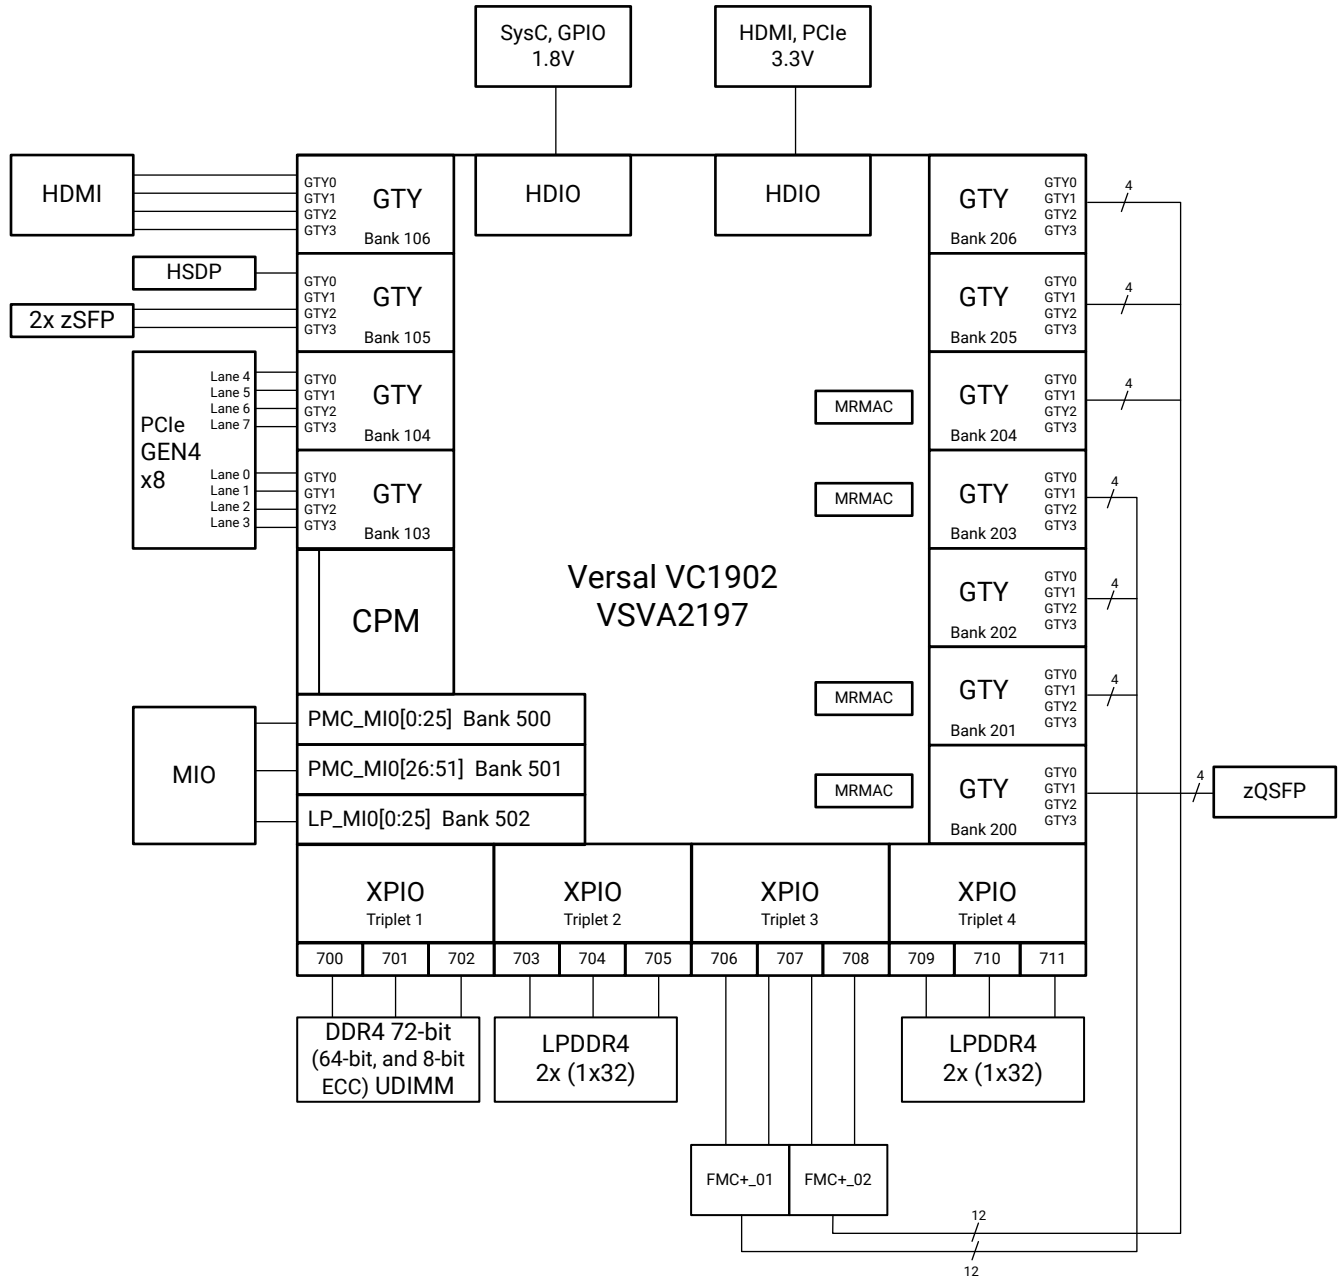 SysC, GPIO
1.8V
HDMI, PCIe
3.3V
HDMI
GTY0
GTY1
GTY2
GTY3
GTY
Bank 106
HDIO
HDIO
GTY
Bank 206
GTY0
GTY1
GTY2
GTY3
4
HSDP
2x zSFP
GTY0
GTY1
GTY2
GTY3
GTY
Bank 105
GTY
Bank 205
GTY0
GTY1
GTY2
GTY3
4
PCIe
GEN4
x8
Lane 4
Lane 5
Lane 6
Lane 7
GTY0
GTY1
GTY2
GTY3
GTY
Bank 104
MRMAC
GTY
Bank 204
GTY0
GTY1
GTY2
GTY3
4
Lane 0
Lane 1
Lane 2
Lane 3
GTY0
GTY1
GTY2
GTY3
GTY
Bank 103
MRMAC
GTY
Bank 203
GTY0
GTY1
GTY2
GTY3
4
CPM
Versal VC1902
VSVA2197
GTY
Bank 202
GTY0
GTY1
GTY2
GTY3
4
MRMAC
GTY
Bank 201
GTY0
GTY1
GTY2
GTY3
4
MIO
PMC_MI0[0:25] Bank 500
PMC_MI0[26:51] Bank 501
LP_MI0[0:25] Bank 502
MRMAC
GTY
Bank 200
GTY0
GTY1
GTY2
GTY3
4
zQSFP
XPIO
Triplet 1
XPIO
Triplet 2
XPIO
Triplet 3
XPIO
Triplet 4
700 701 702 703 704 705 706 707 708 709 710 711
DDR4 72-bit
(64-bit, and 8-bit
ECC) UDIMM
LPDDR4
2x (1x32)
LPDDR4
2x (1x32)
FMC+_01
FMC+_02
12
12